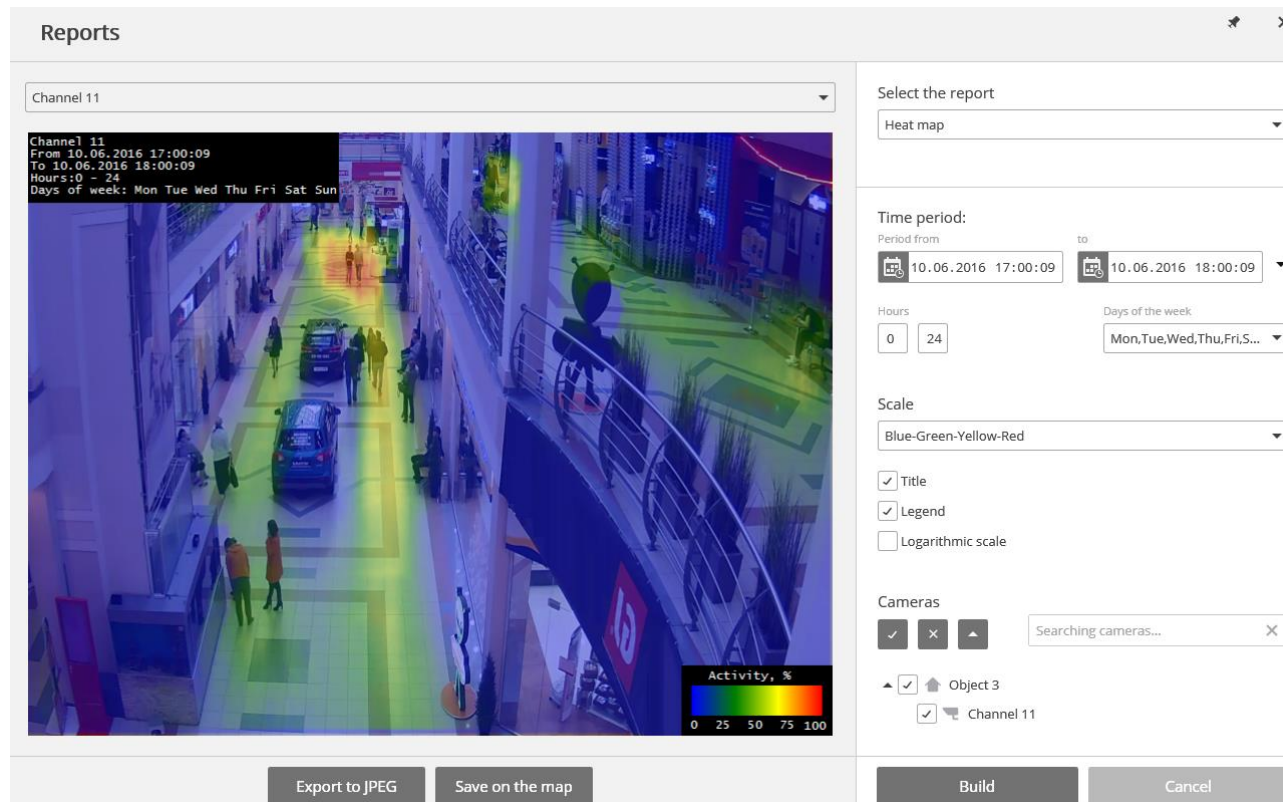 Reports
Channel 11
Channel 11
From 10.06.2016 17:00:09
To 10.06.2016 18:00:09
Hours:0 - 24
Days of week: Mon Tue Wed Thu Fri Sat Sun
Activity, %
0 25 50 75 100
Export to JPEG Save on the map
Select the report
Heat map
Time period:
Period from to
10.06.2016 17:00:09 10.06.2016 18:00:09
Hours Days of the week
0 24 Mon,Tue,Wed,Thu,Fri,S...
Scale
Blue-Green-Yellow-Red
Title
Legend
Logarithmic scale
Cameras
Searching cameras...
Object 3
Channel 11
Build Cancel